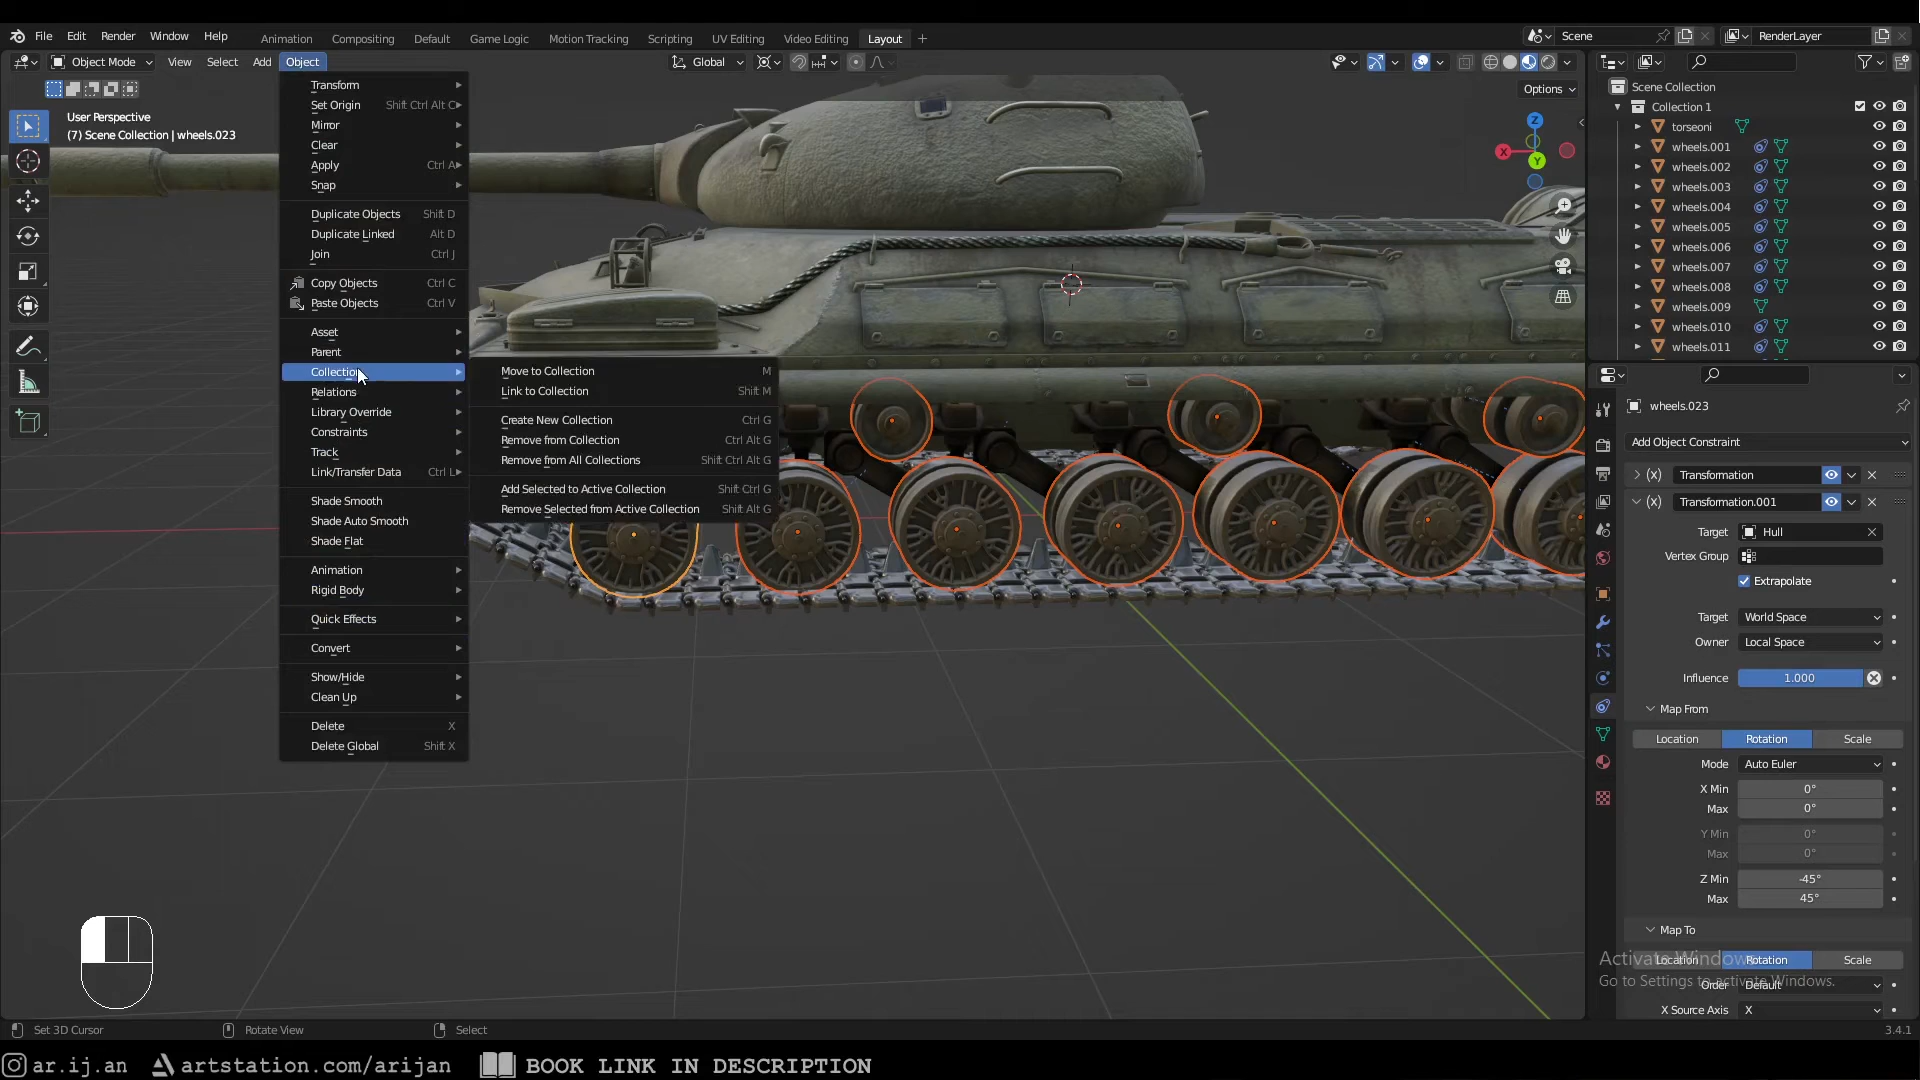 File Edit Render Window Help Animation Compositing Default Game Logic Motion Tracking Scripting UV Editing Video Editing Layout + Scene RenderLayer
Object Mode View Select Add Object Global
Options
User Perspective
(7) Scene Collection | wheels.023
Transform
Set Origin Shift Ctrl Alt C
Mirror
Clear
Apply Ctrl A
Snap
Duplicate Objects Shift D
Duplicate Linked Alt D
Join Ctrl J
Copy Objects Ctrl C
Paste Objects Ctrl V
Asset
Parent
Collection
Relations
Library Override
Constraints
Track
Link/Transfer Data Ctrl L
Shade Smooth
Shade Auto Smooth
Shade Flat
Animation
Rigid Body
Quick Effects
Convert
Show/Hide
Clean Up
Delete X
Delete Global Shift X
Move to Collection M
Link to Collection Shift M
Create New Collection Ctrl G
Remove from Collection Ctrl Alt G
Remove from All Collections Shift Ctrl Alt G
Add Selected to Active Collection Shift Ctrl G
Remove Selected from Active Collection Shift Alt G
Z
X
Y
Scene Collection
Collection 1
torseoni
wheels.001
wheels.002
wheels.003
wheels.004
wheels.005
wheels.006
wheels.007
wheels.008
wheels.009
wheels.010
wheels.011
wheels.023
Add Object Constraint
(x) Transformation
(x) Transformation.001
Target Hull
Vertex Group
Extrapolate
Target World Space
Owner Local Space
Influence 1.000
Map From
Location Rotation Scale
Mode Auto Euler
X Min 0°
Max 0°
Y Min 0°
Max 0°
Z Min -45°
Max 45°
Map To
Location Rotation Scale
Order Default
X Source Axis X
Activate Windows
Go to Settings to activate Windows.
Set 3D Cursor Rotate View Select 3.4.1
ar.ij.an artstation.com/arijan BOOK LINK IN DESCRIPTION